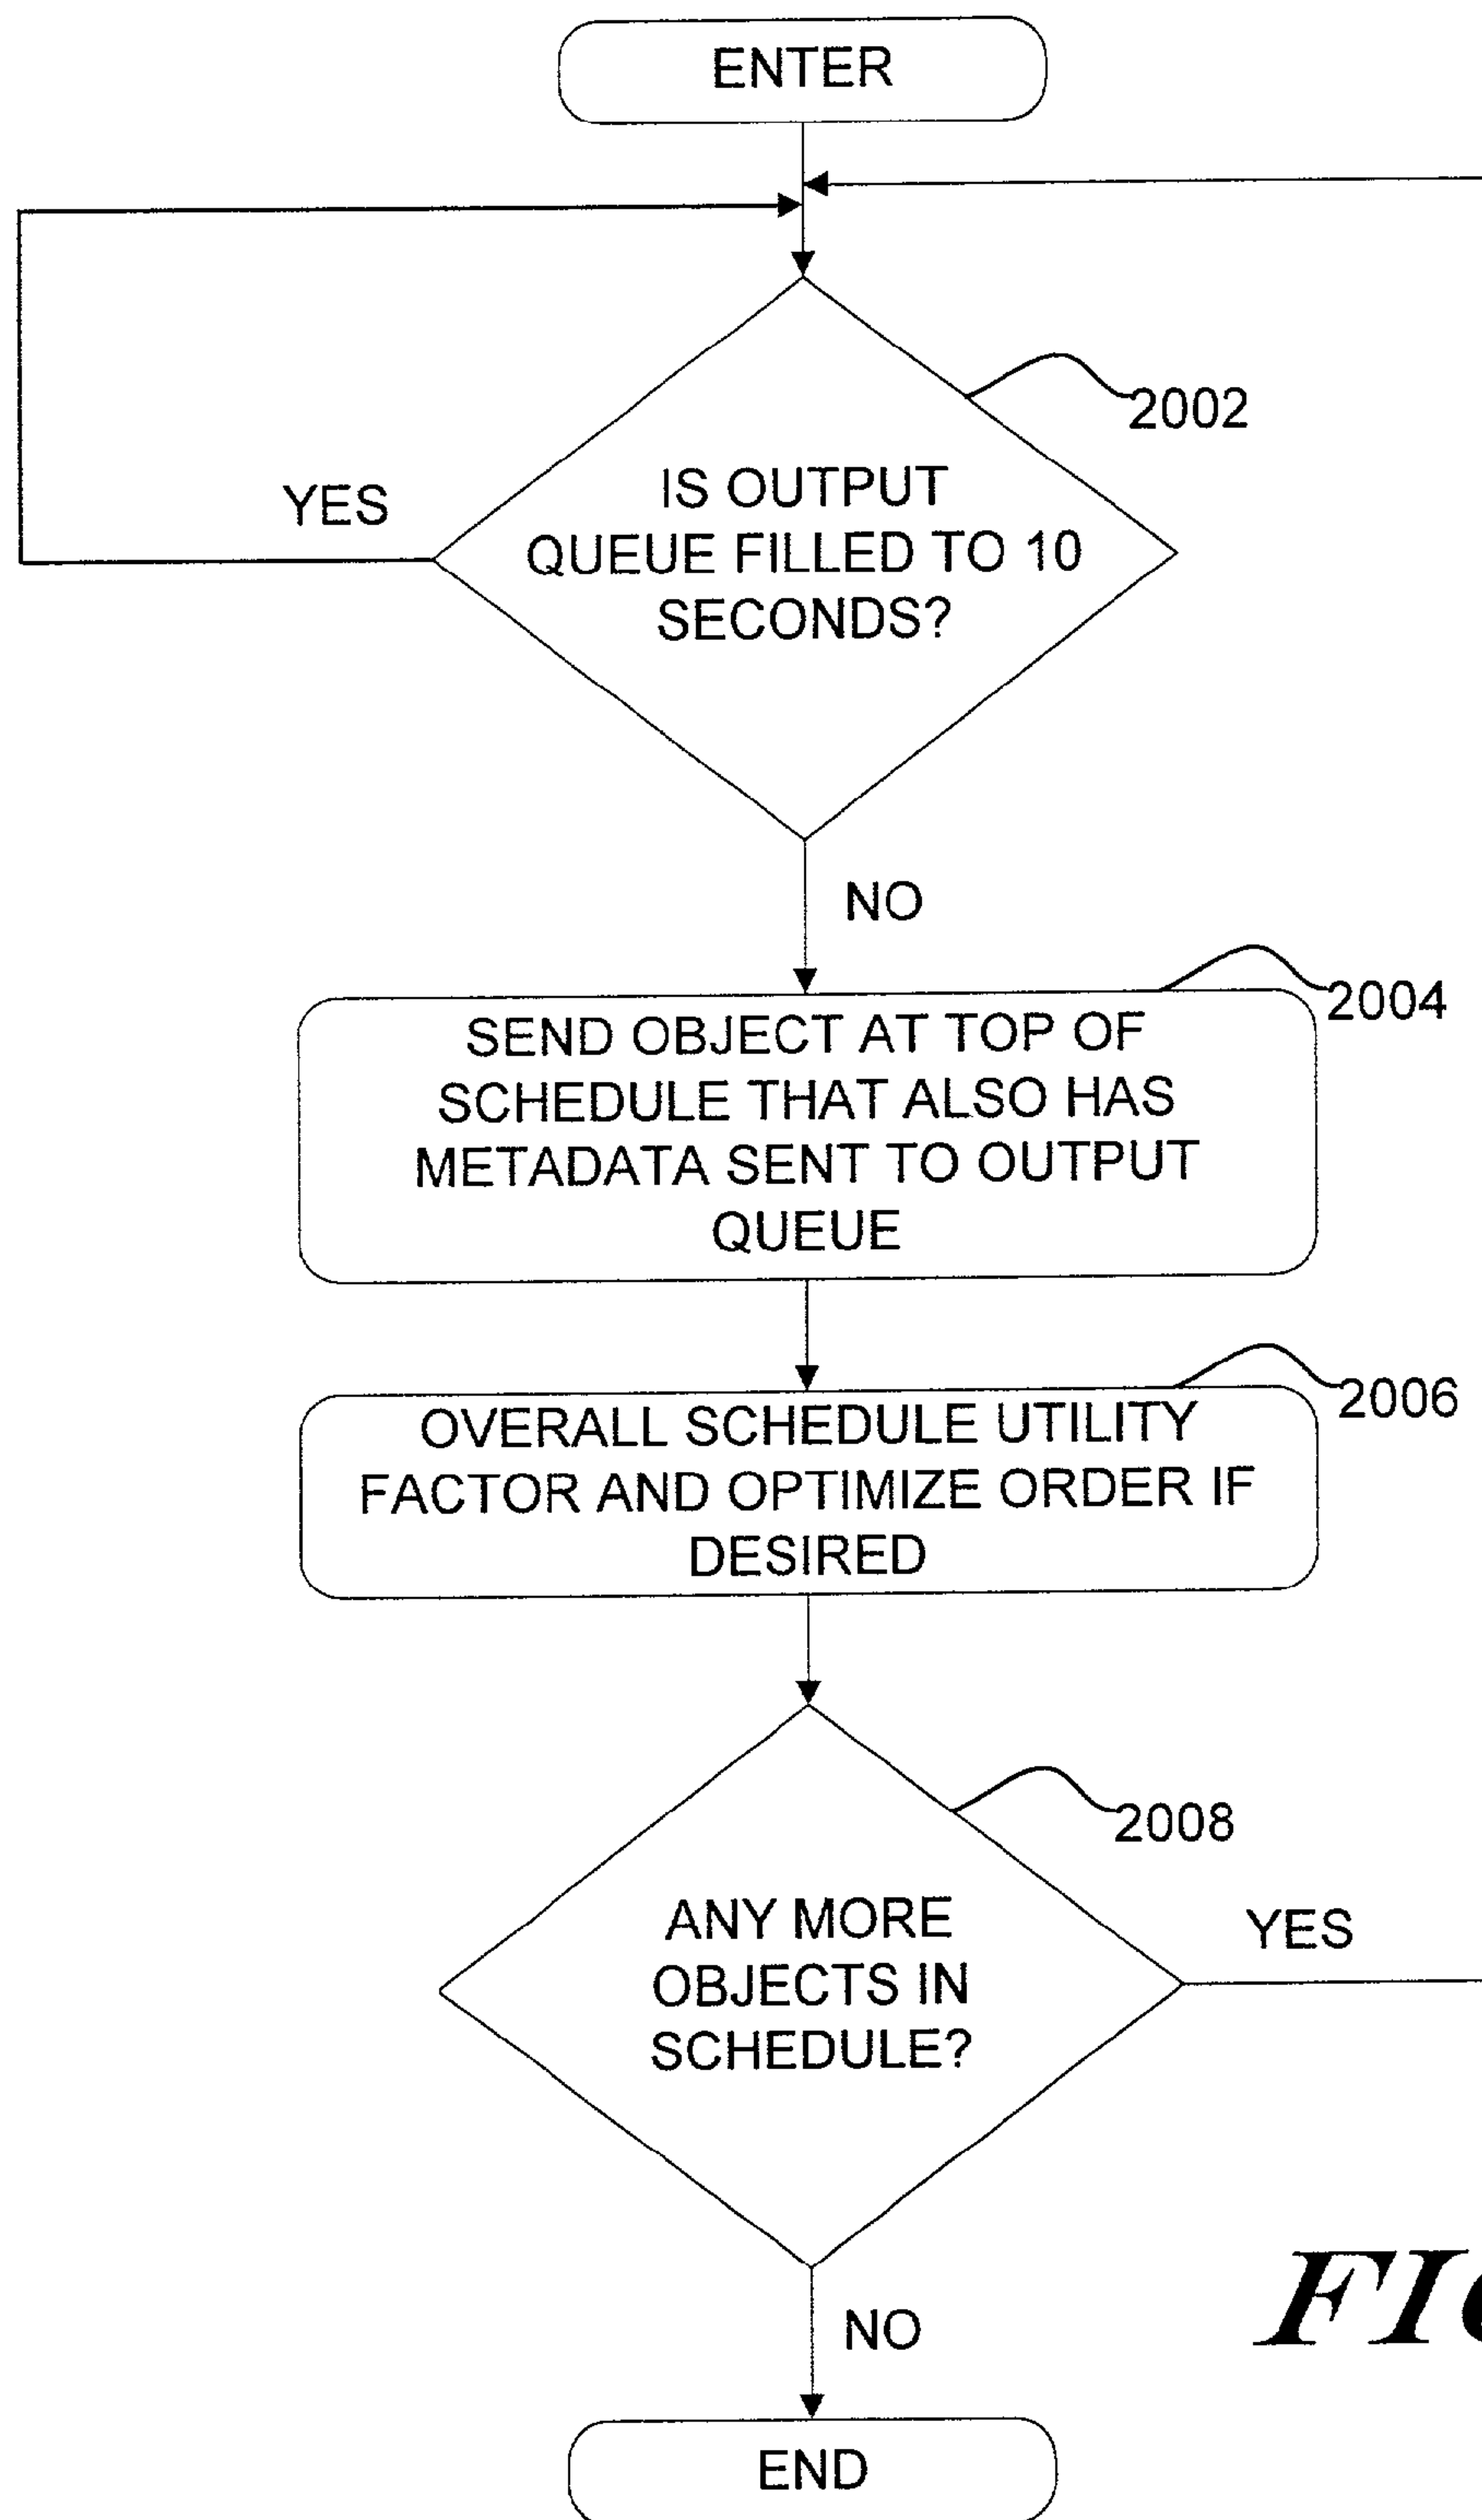 ENTER
2002
IS OUTPUT
QUEUE FILLED TO 10
SECONDS?
YES
NO
2004
SEND OBJECT AT TOP OF
SCHEDULE THAT ALSO HAS
METADATA SENT TO OUTPUT
QUEUE
2006
OVERALL SCHEDULE UTILITY
FACTOR AND OPTIMIZE ORDER IF
DESIRED
2008
ANY MORE
OBJECTS IN
SCHEDULE?
YES
NO
END